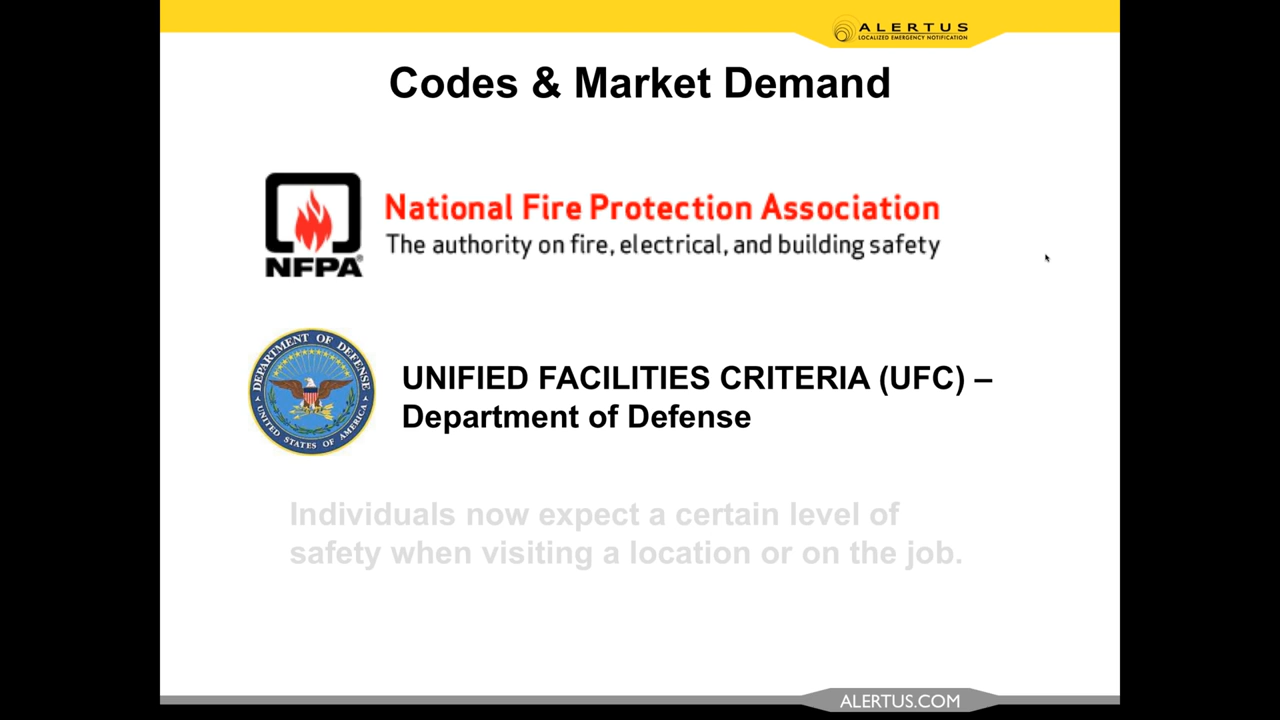 ALERTUS
LOCALIZED EMERGENCY NOTIFICATION
Codes & Market Demand
National Fire Protection Association
The authority on fire, electrical, and building safety
NFPA®
UNIFIED FACILITIES CRITERIA (UFC) –
Department of Defense
DEPARTMENT OF DEFENSE
UNITED STATES OF AMERICA
Individuals now expect a certain level of
safety when visiting a location or on the job.
ALERTUS.COM